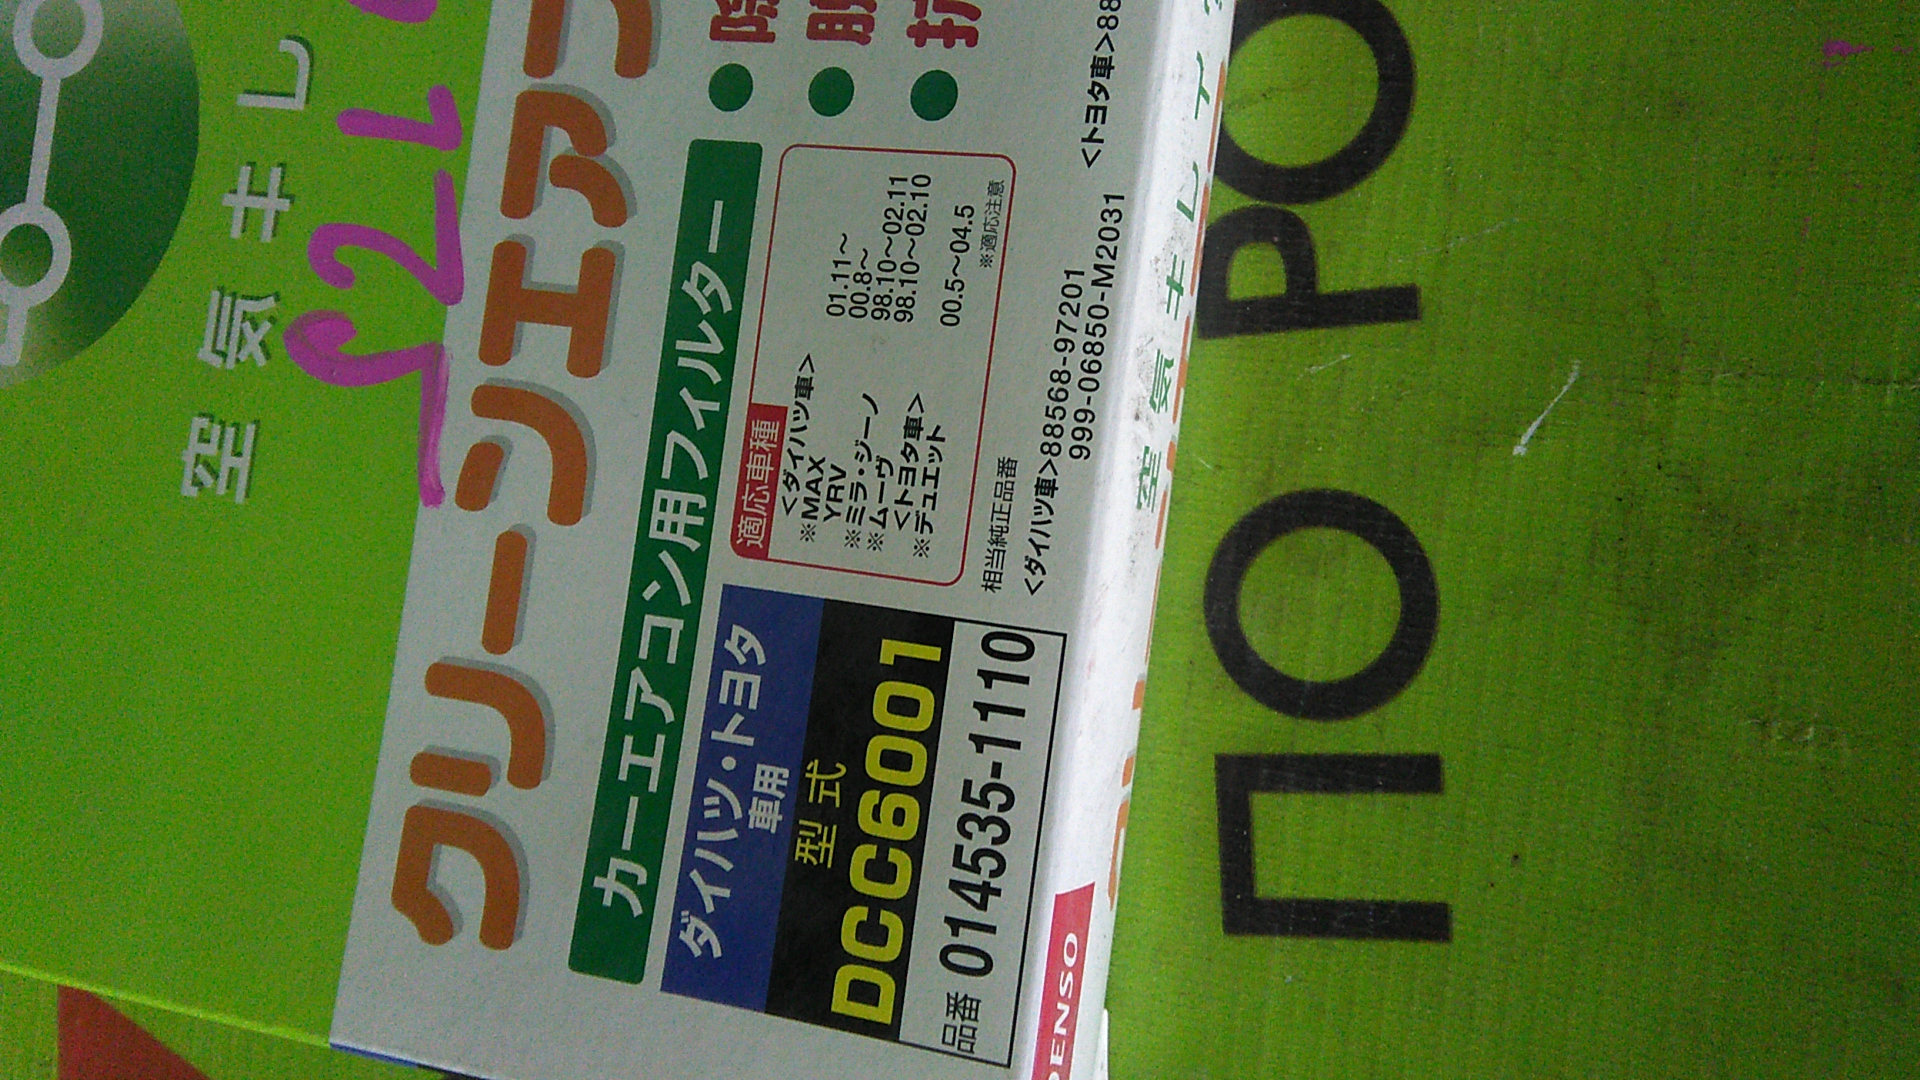 空気キレ
クリーンエア
カーエアコン用フィルター
ダイハツ・トヨタ
車用
型式
DCC6001
品番 014535-1110
適応車種
<ダイハツ車>
※MAX 01.11～
YRV 00.8～
※ミラ・ジーノ 98.10～02.11
※ムーヴ 98.10～02.10
<トヨタ車>
※デュエット 00.5～04.5
※適応注意
相当純正品番
<ダイハツ車>88568-97201 <トヨタ車>88
999-06850-M2031
DENSO
空気キレイ
ПО РО